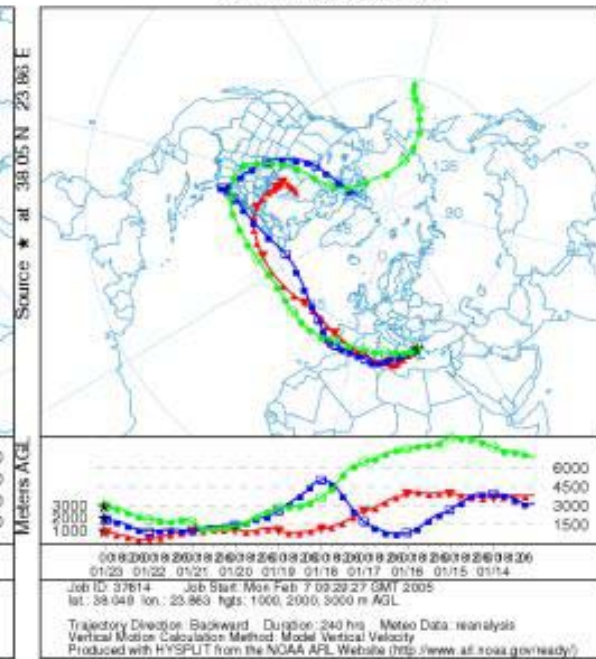 Source ★ at 38.05 N 23.86 E
135
135
90
45
0
Meters AGL
6000
4500
3000
1500
3000
2000
1000
01/23 01/22 01/21 01/20 01/19 01/18 01/17 01/16 01/15 01/14
Job ID: 37614 Job Start: Mon Feb 7 09:29:27 GMT 2005
lat.: 38.048 lon.: 23.863 hgts: 1000, 2000, 3000 m AGL
Trajectory Direction: Backward Duration: 240 hrs Meteo Data: reanalysis
Vertical Motion Calculation Method: Model Vertical Velocity
Produced with HYSPLIT from the NOAA ARL Website (http://www.arl.noaa.gov/ready/)